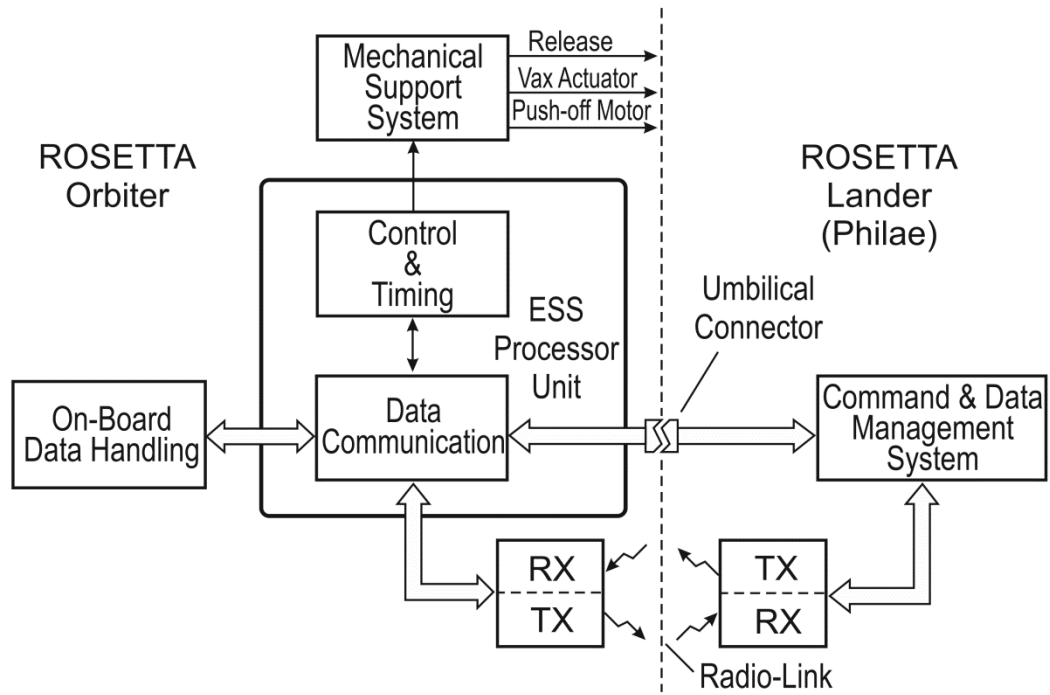 Mechanical
Support
System
Release
Vax Actuator
Push-off Motor
ROSETTA
Orbiter
ROSETTA
Lander
(Philae)
Control
&
Timing
ESS
Processor
Unit
Umbilical
Connector
On-Board
Data Handling
Data
Communication
Command & Data
Management
System
RX
TX
TX
RX
Radio-Link